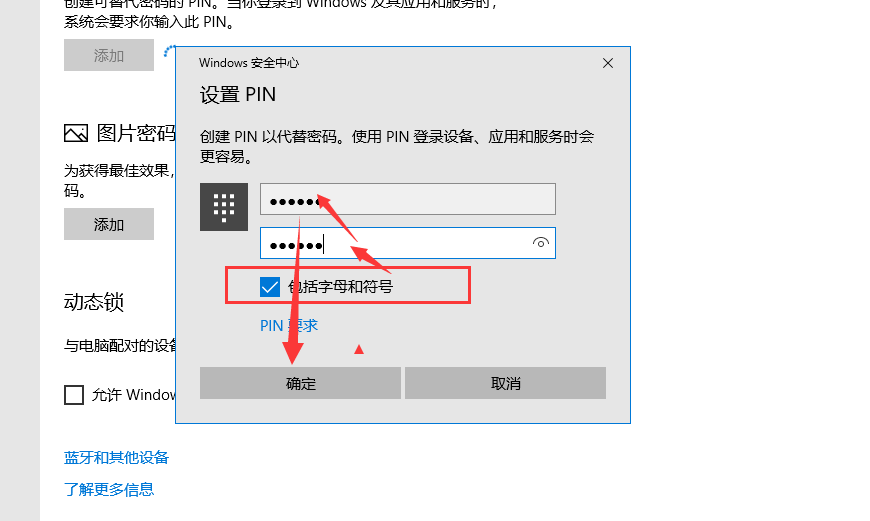 创建可替代密码的 PIN。当你登录到 Windows 及其应用和服务时，
系统会要求你输入此 PIN。
添加
Windows 安全中心
设置 PIN
图片密码
创建 PIN 以代替密码。使用 PIN 登录设备、应用和服务时会
更容易。
为获得最佳效果，
码。
添加
包括字母和符号
动态锁
PIN 要求
与电脑配对的设备
确定
取消
允许 Window
蓝牙和其他设备
了解更多信息